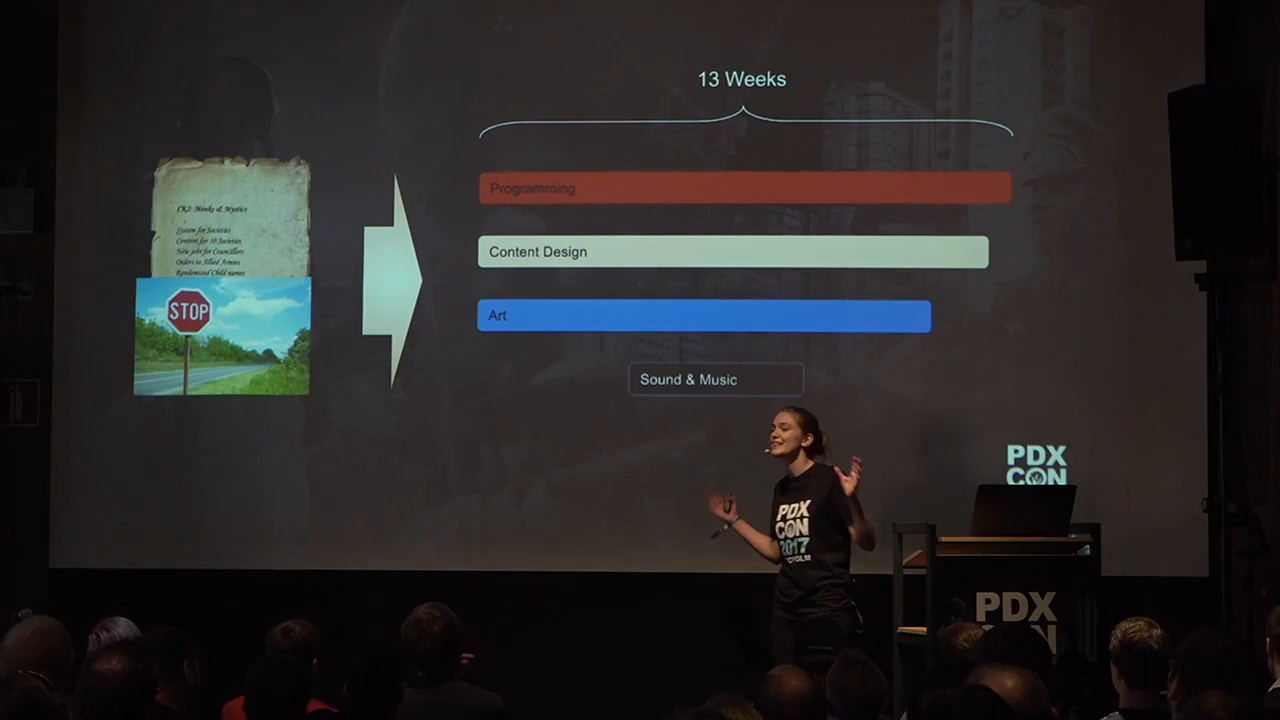 13 Weeks
Programming
CK2: Monks & Mystics
System for Societies
Content for 10 Societies
New jobs for Councillors
Orders to Allied Armies
Randomized Child names
Content Design
STOP
Art
Sound & Music
PDX
CON
PDX
CON
2017
PDX